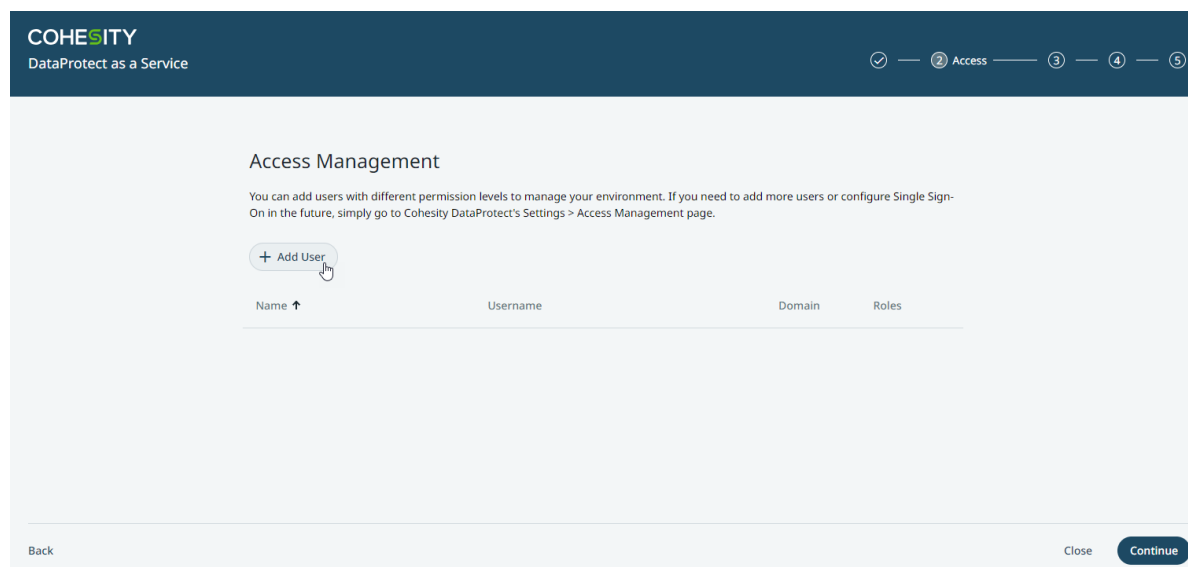 COHESITY
DataProtect as a Service
2 Access 3 4 5
Access Management
You can add users with different permission levels to manage your environment. If you need to add more users or configure Single Sign-
On in the future, simply go to Cohesity DataProtect's Settings > Access Management page.
+ Add User
Name ↑ Username Domain Roles
Back Close Continue